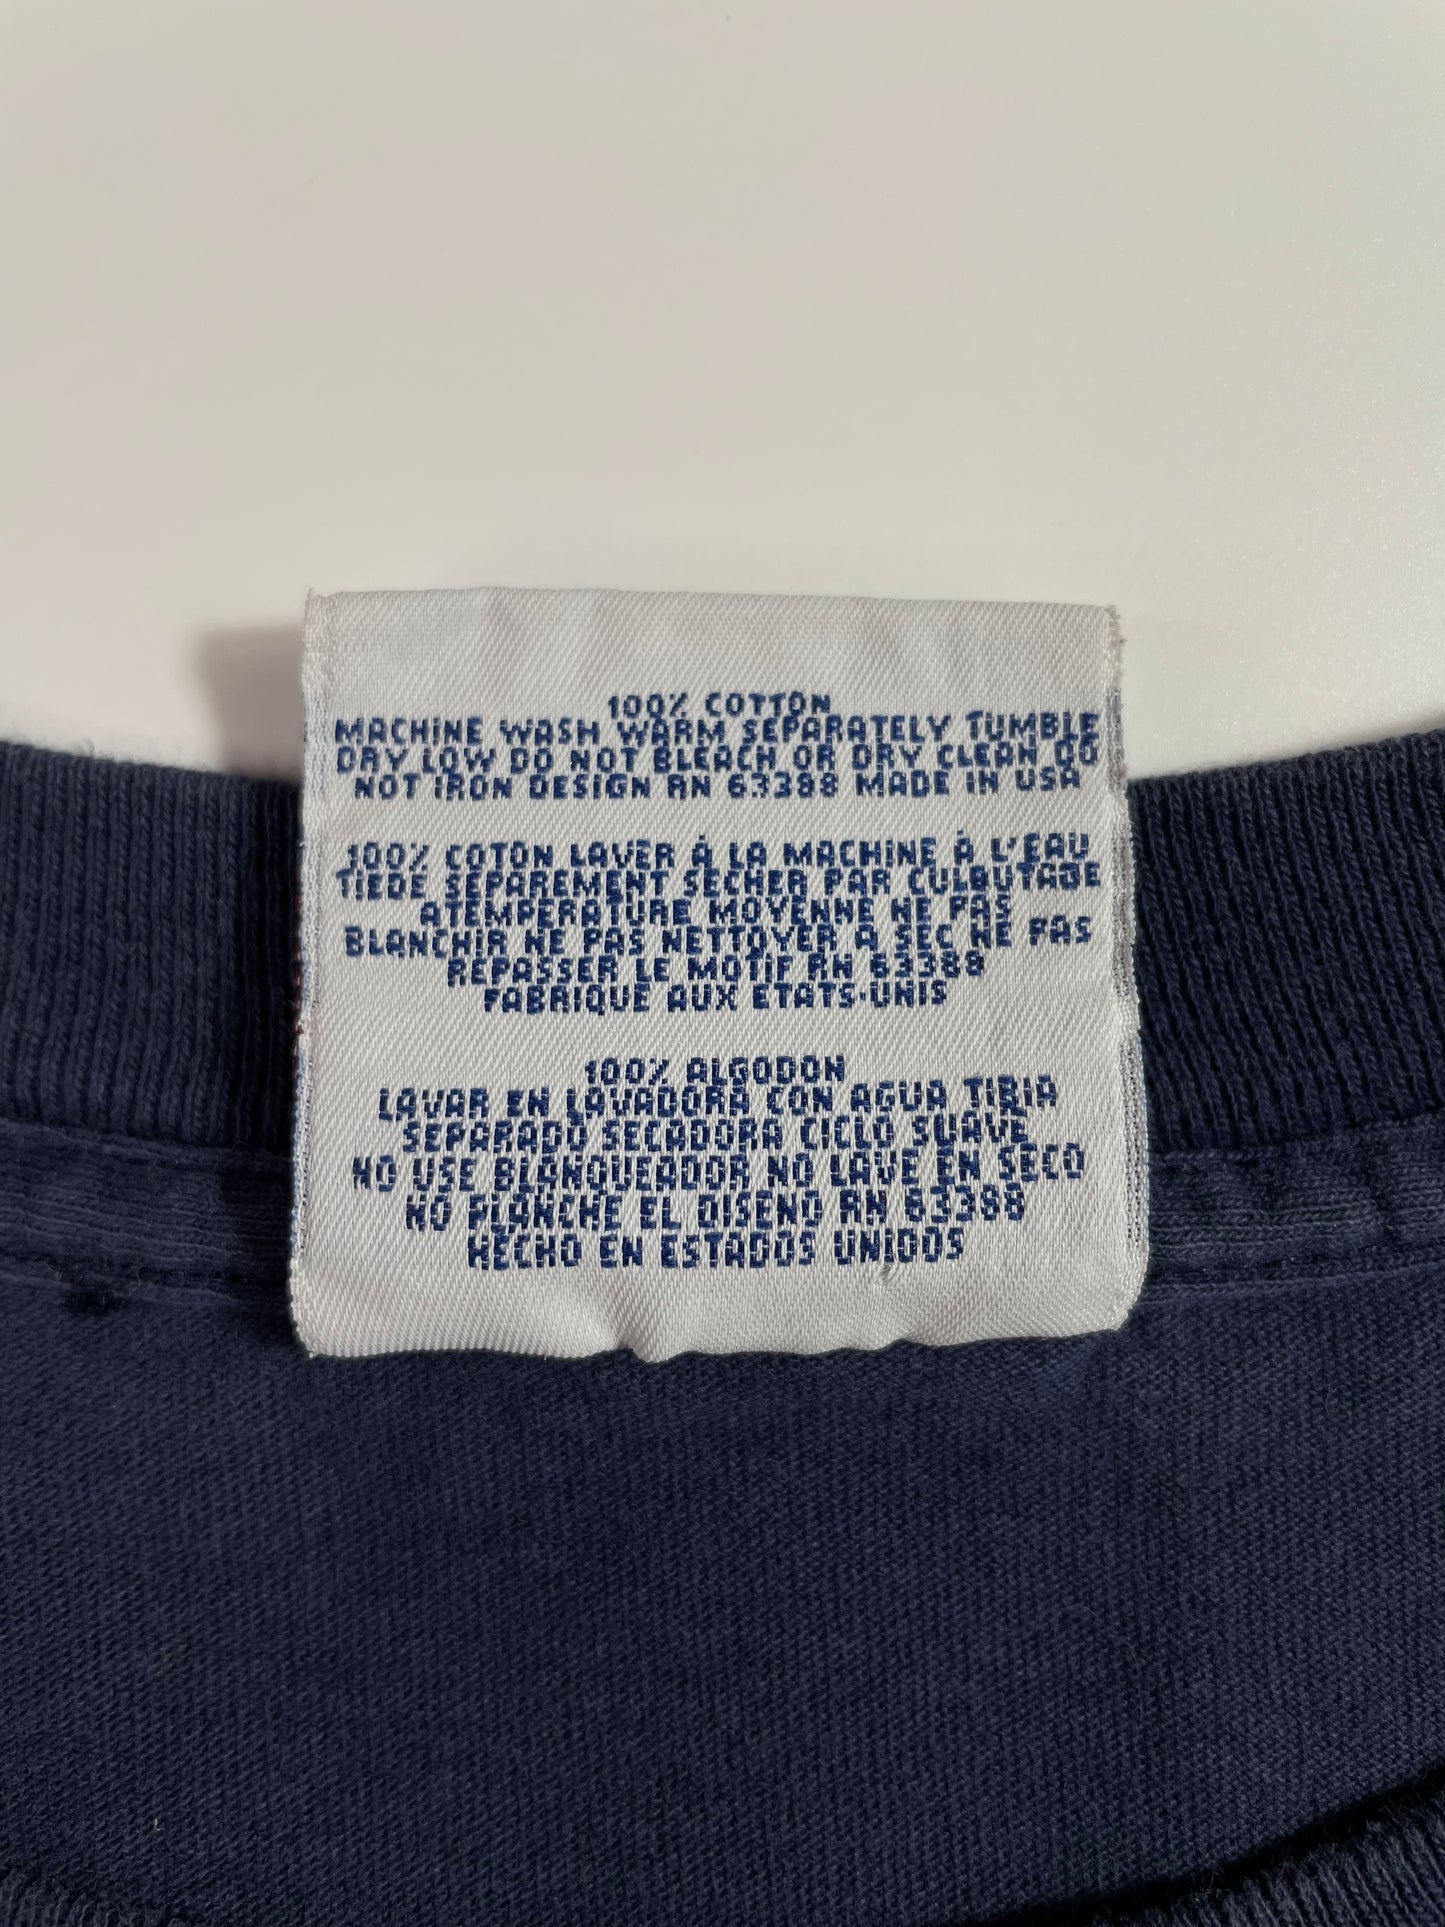 100% COTTON
MACHINE WASH WARM SEPARATELY TUMBLE
DRY LOW DO NOT BLEACH OR DRY CLEAN DO
NOT IRON DESIGN RN 63388 MADE IN USA
100% COTON LAVER À LA MACHINE À L'EAU
TIEDE SEPAREMENT SECHER PAR CULBUTADE
ATEMPERATURE MOYENNE NE PAS
BLANCHIR NE PAS NETTOYER A SEC NE PAS
REPASSER LE MOTIF RN 63388
FABRIQUE AUX ETATS-UNIS
100% ALGODON
LAVAR EN LAVADORA CON AGUA TIBIA
SEPARADO SECADORA CICLO SUAVE
NO USE BLANQUEADOR NO LAVE EN SECO
NO PLANCHE EL DISENO RN 63388
HECHO EN ESTADOS UNIDOS